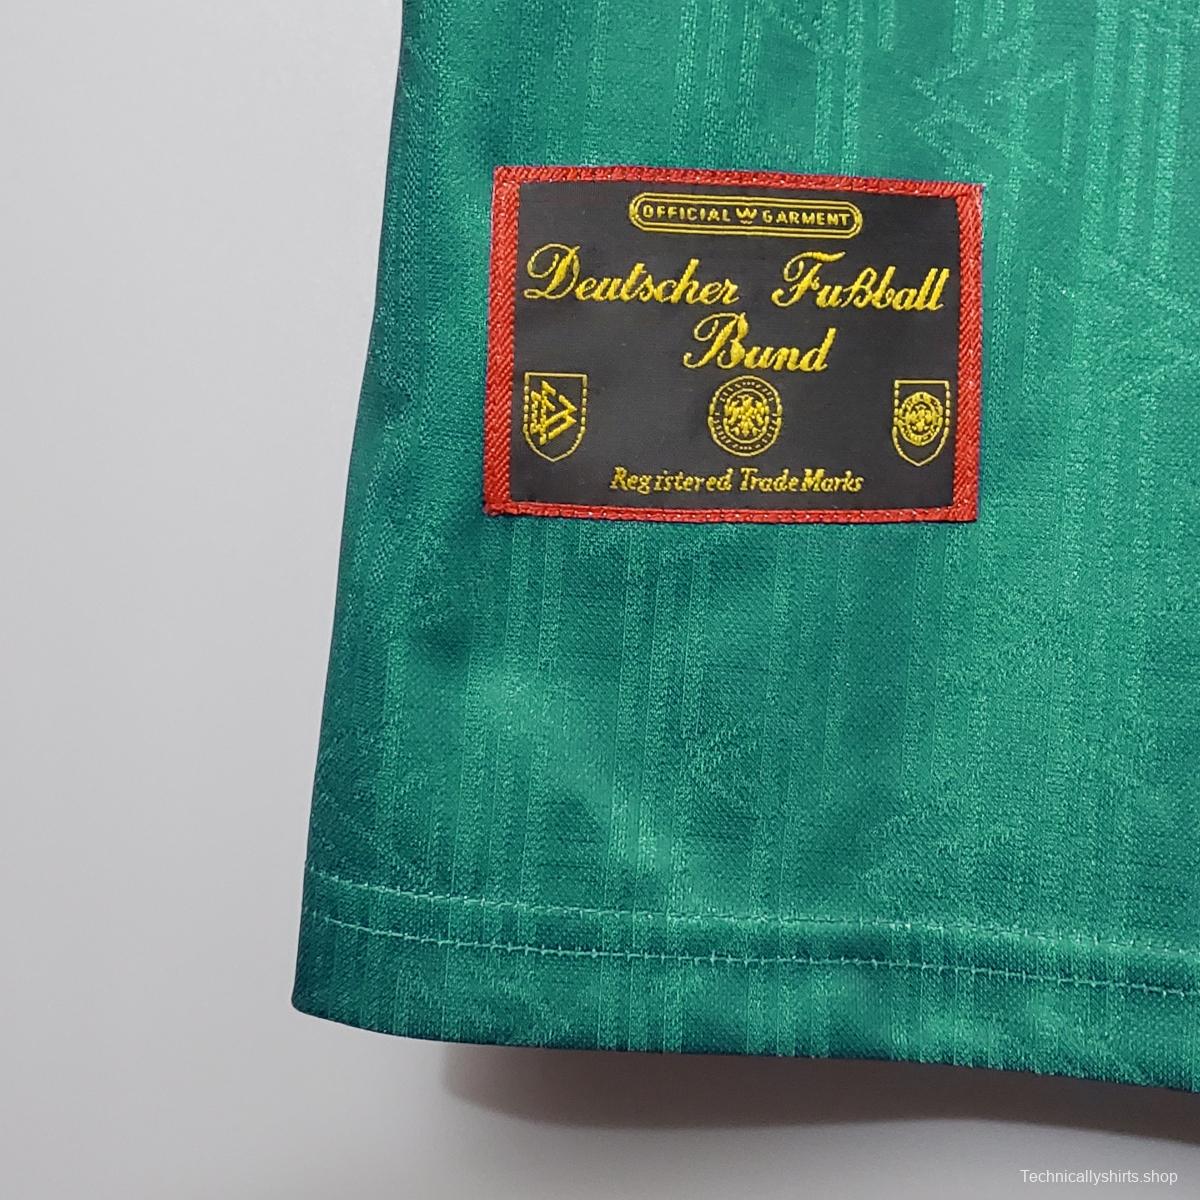 OFFICIAL W GARMENT
Deutscher Fußball
Bund
Registered TradeMarks
Technicallyshirts.shop